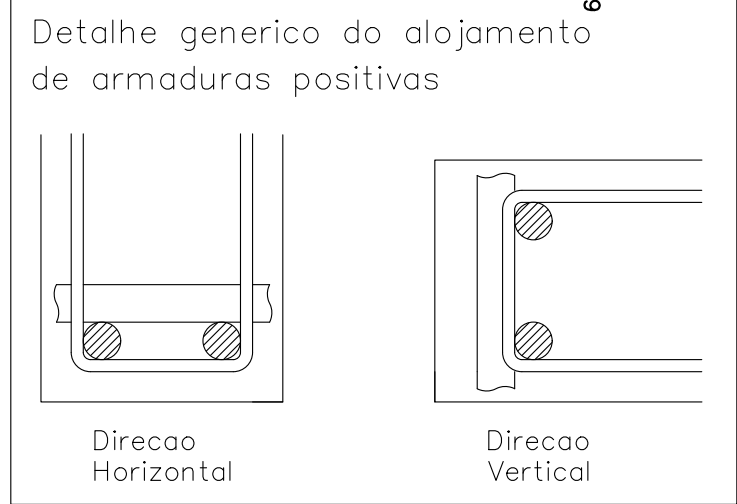 Detalhe generico do alojamento
de armaduras positivas
Direcao
Horizontal
Direcao
Vertical